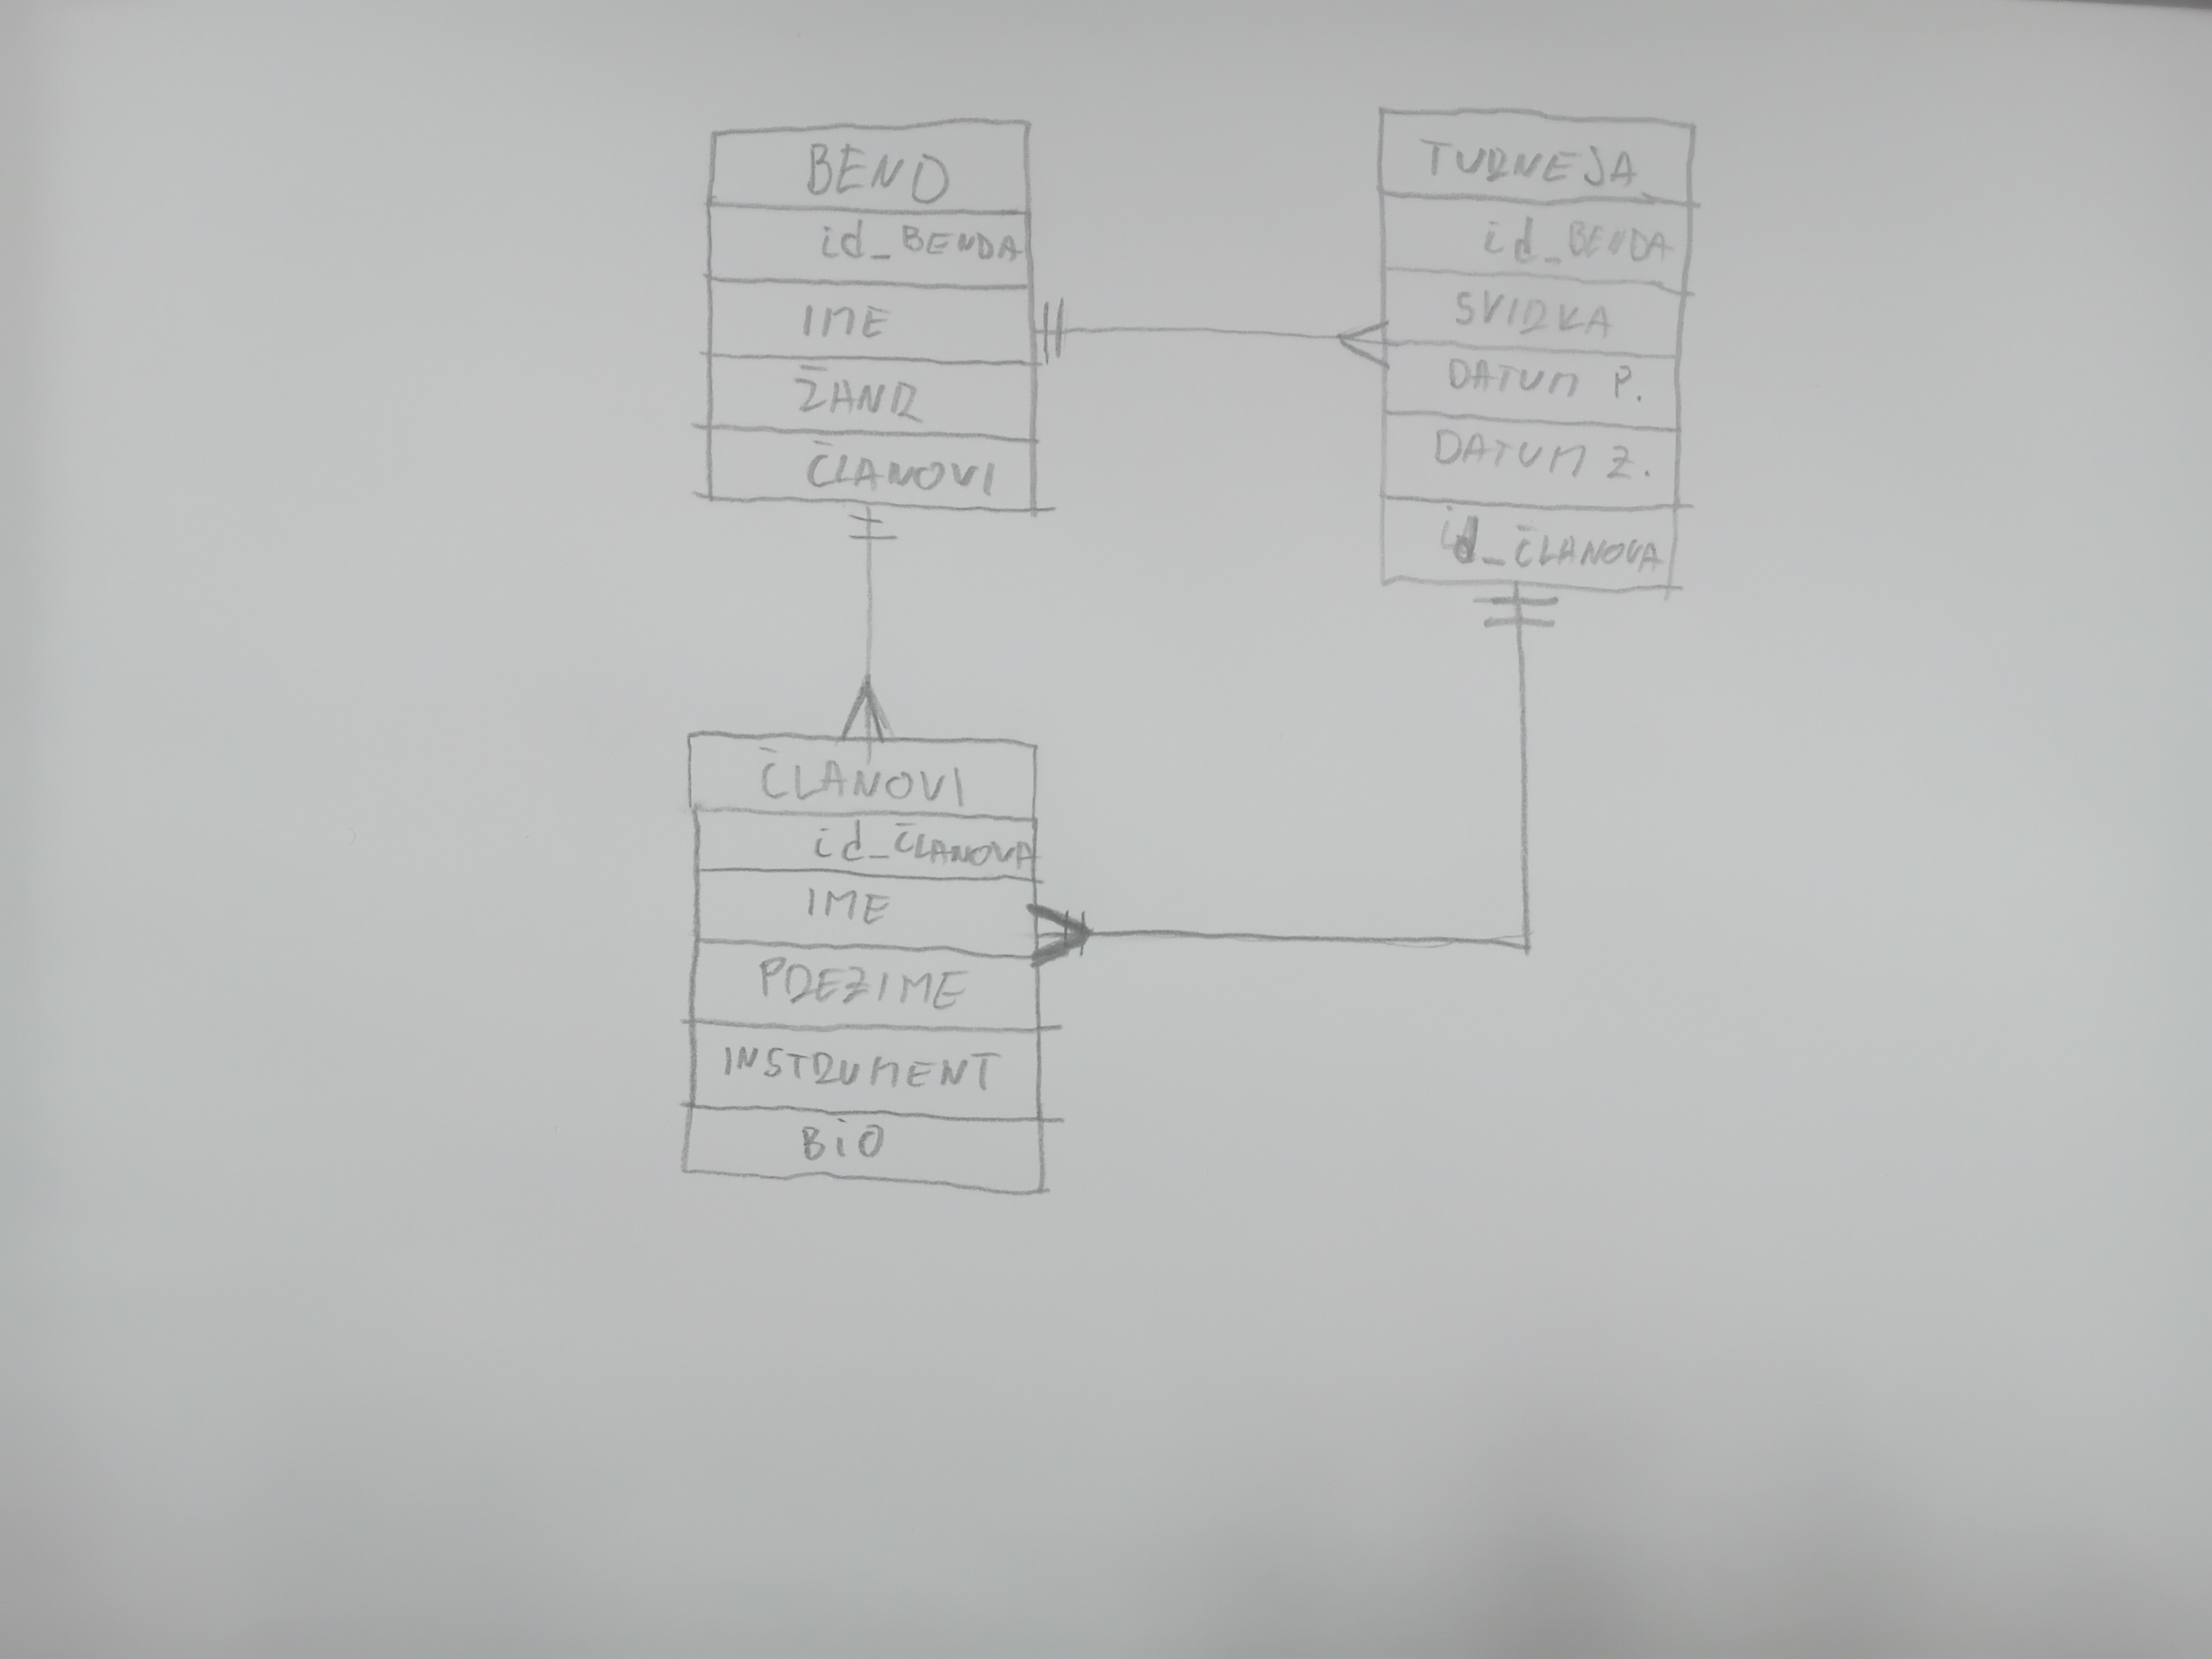 BEND
id_BENDA
IME
ŽANR
ČLANOVI
TURNEJA
id_BENDA
SVIRKA
DATUM P.
DATUM Z.
id_ČLANOVA
ČLANOVI
id_ČLANOVA
IME
PREZIME
INSTRUMENT
BiO